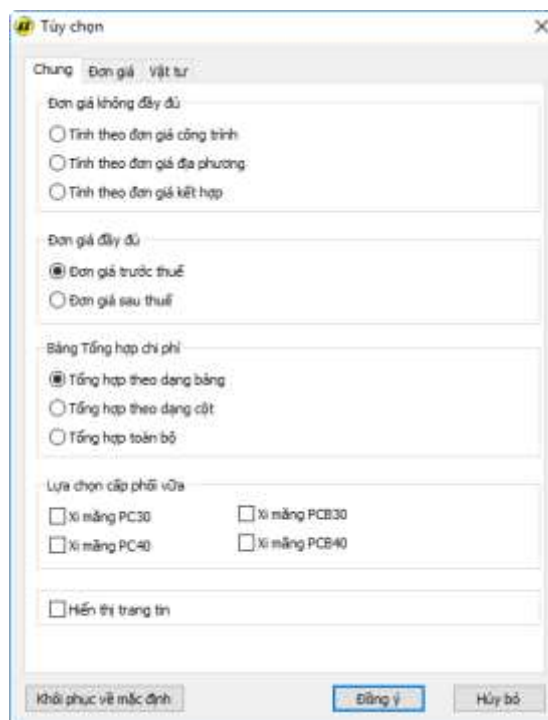 Tùy chọn
Chung Đơn giá Vật tư
Đơn giá không đầy đủ
Tính theo đơn giá công trình
Tính theo đơn giá địa phương
Tính theo đơn giá kết hợp
Đơn giá đầy đủ
Đơn giá trước thuế
Đơn giá sau thuế
Bảng Tổng hợp chi phí
Tổng hợp theo dạng bảng
Tổng hợp theo dạng cột
Tổng hợp toàn bộ
Lựa chọn cấp phối vữa
Xi măng PC30 Xi măng PCB30
Xi măng PC40 Xi măng PCB40
Hiển thị trang tin
Khôi phục về mặc định Đồng ý Hủy bỏ